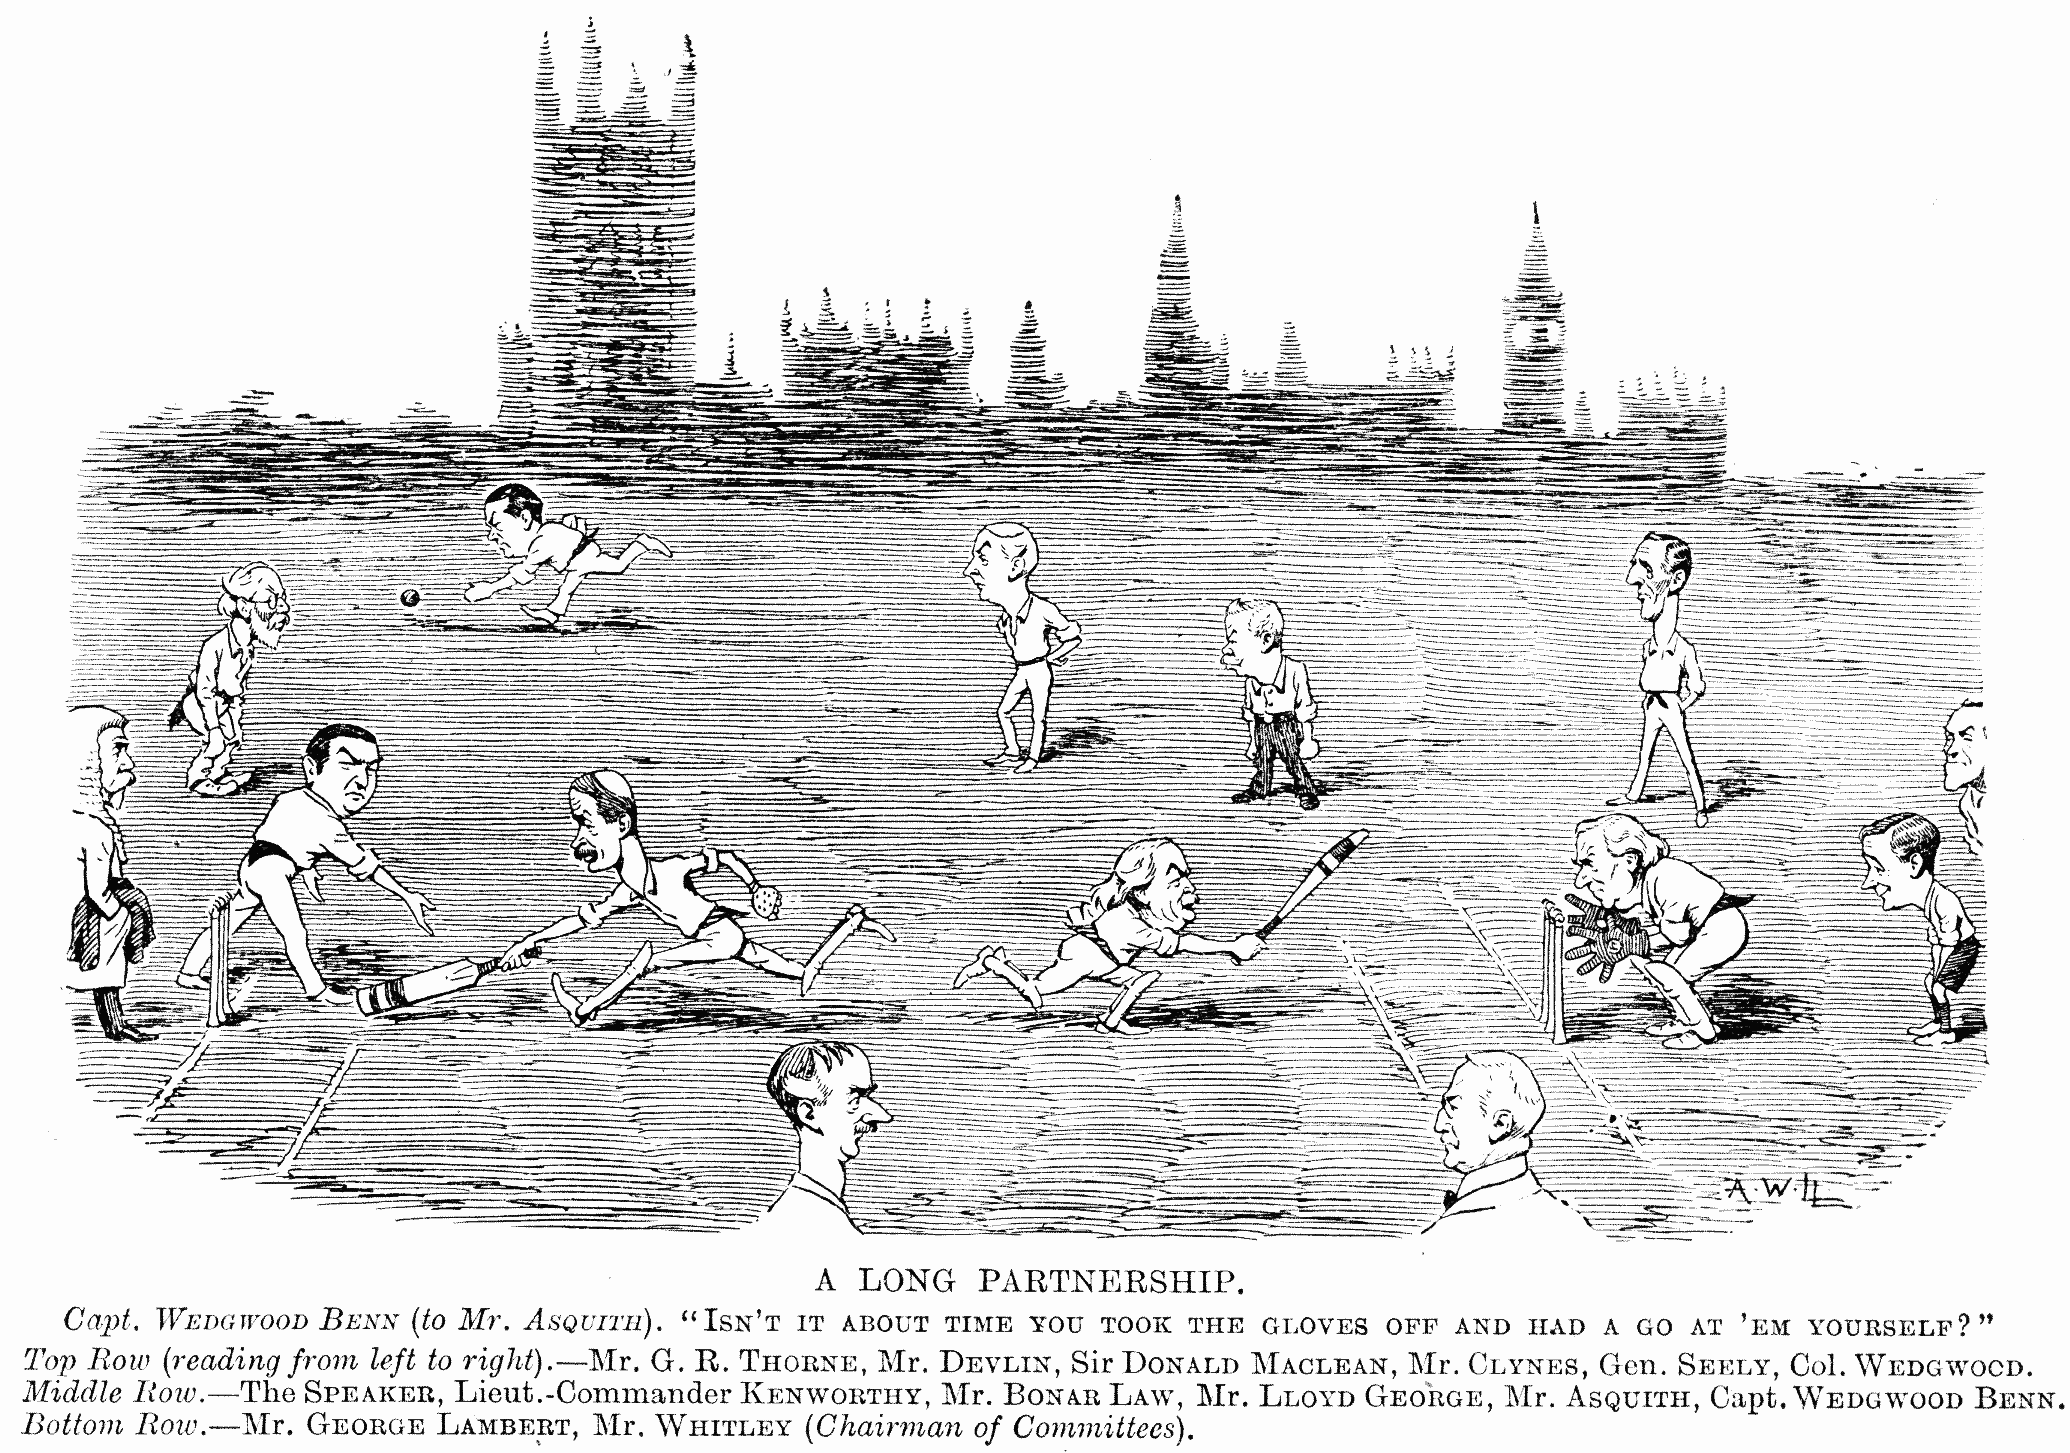 A. W. LL
A LONG PARTNERSHIP.
Capt. WEDGWOOD BENN (to Mr. ASQUITH). "ISN'T IT ABOUT TIME YOU TOOK THE GLOVES OFF AND HAD A GO AT 'EM YOURSELF?"
Top Row (reading from left to right).—Mr. G. R. THORNE, Mr. DEVLIN, Sir DONALD MACLEAN, Mr. CLYNES, Gen. SEELY, Col. WEDGWOOD.
Middle Row.—The SPEAKER, Lieut.-Commander KENWORTHY, Mr. BONAR LAW, Mr. LLOYD GEORGE, Mr. ASQUITH, Capt. WEDGWOOD BENN.
Bottom Row.—Mr. GEORGE LAMBERT, Mr. WHITLEY (Chairman of Committees).